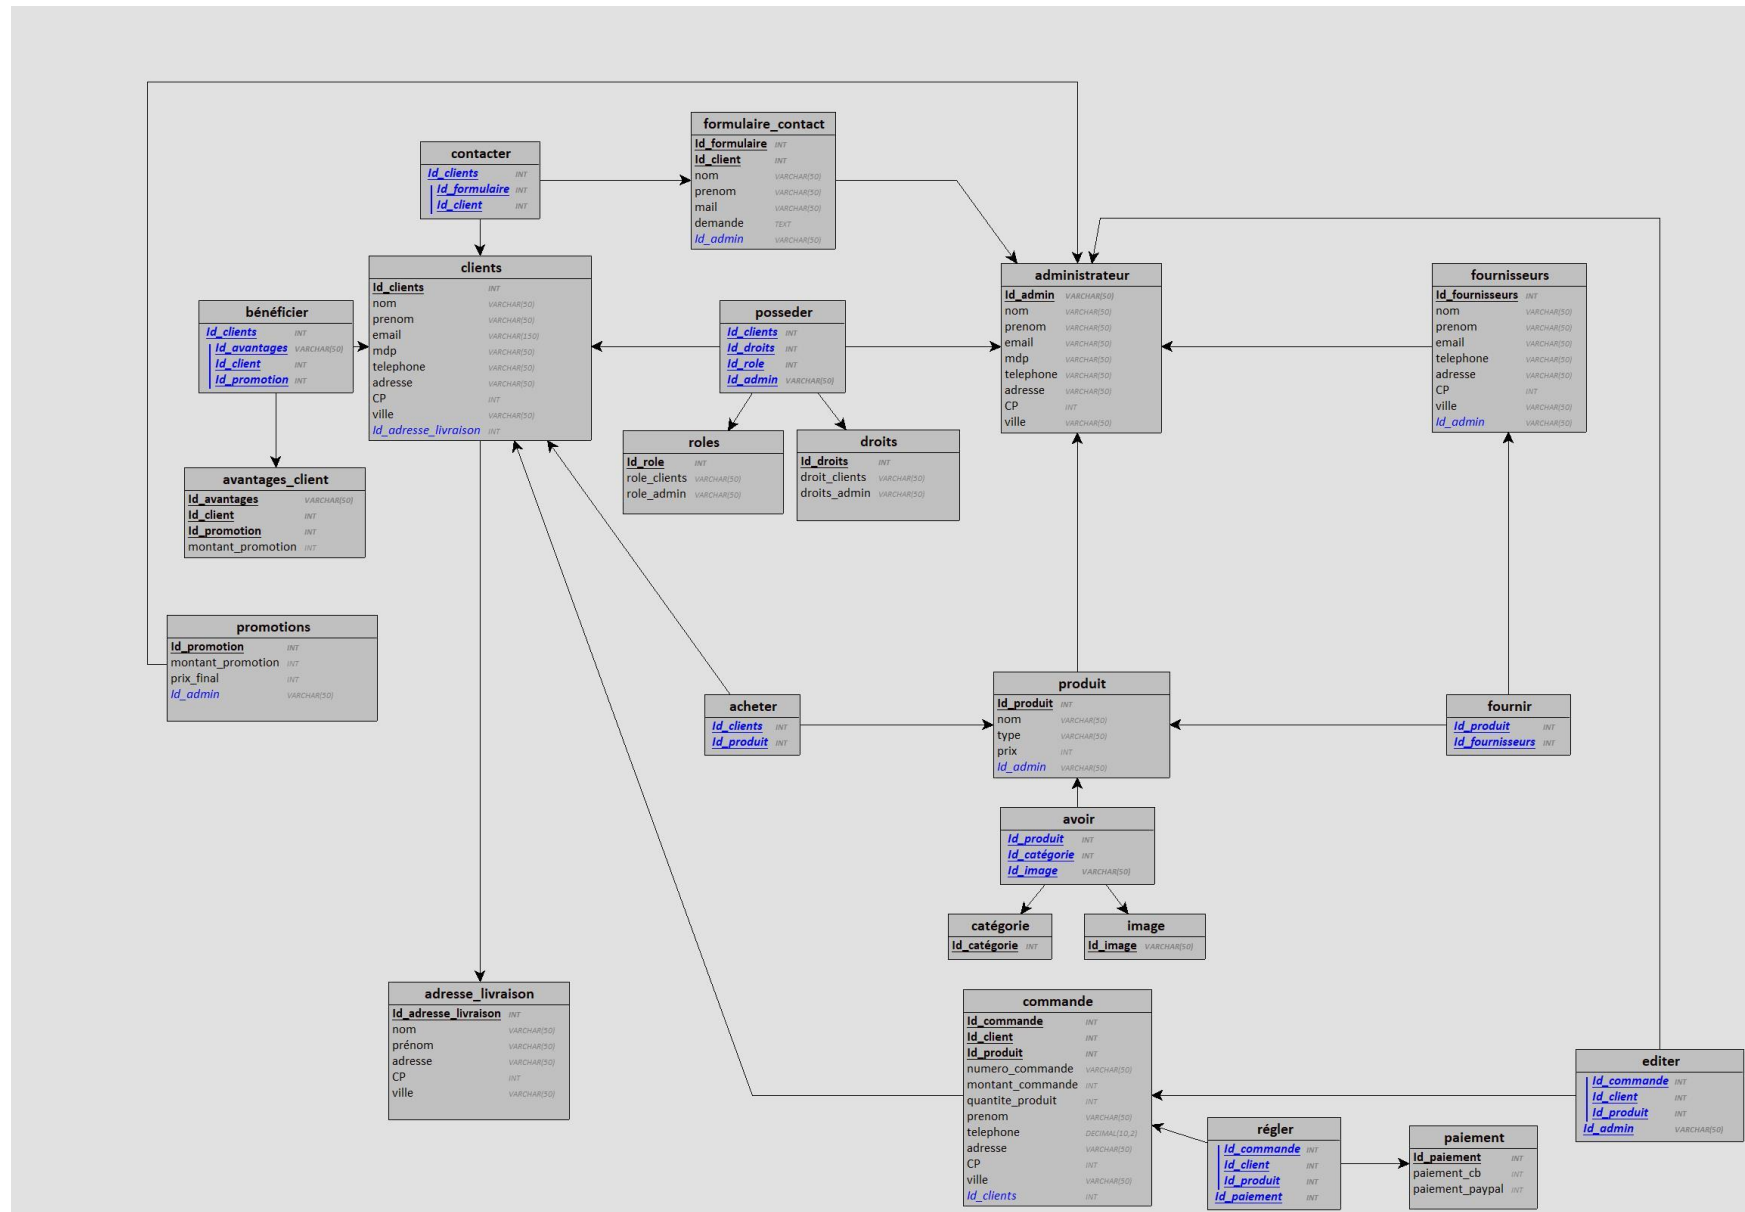 formulaire_contact
Id_formulaire INT
Id_client INT
nom VARCHAR(50)
prenom VARCHAR(50)
mail VARCHAR(50)
demande TEXT
Id_admin VARCHAR(50)
contacter
Id_clients INT
Id_formulaire INT
Id_client INT
clients
Id_clients INT
nom VARCHAR(50)
prenom VARCHAR(50)
email VARCHAR(150)
mdp VARCHAR(50)
telephone VARCHAR(50)
adresse VARCHAR(50)
CP INT
ville VARCHAR(50)
Id_adresse_livraison INT
administrateur
Id_admin VARCHAR(50)
nom VARCHAR(50)
prenom VARCHAR(50)
email VARCHAR(50)
mdp VARCHAR(50)
telephone VARCHAR(50)
adresse VARCHAR(50)
CP INT
ville VARCHAR(50)
fournisseurs
Id_fournisseurs INT
nom VARCHAR(50)
prenom VARCHAR(50)
email VARCHAR(50)
telephone VARCHAR(50)
adresse VARCHAR(50)
CP INT
ville VARCHAR(50)
Id_admin VARCHAR(50)
bénéficier
Id_clients INT
Id_avantages VARCHAR(50)
Id_client INT
Id_promotion INT
posseder
Id_clients INT
Id_droits INT
Id_role INT
Id_admin VARCHAR(50)
roles
Id_role INT
role_clients VARCHAR(50)
role_admin VARCHAR(50)
droits
Id_droits INT
droit_clients VARCHAR(50)
droits_admin VARCHAR(50)
avantages_client
Id_avantages VARCHAR(50)
Id_client INT
Id_promotion INT
montant_promotion INT
promotions
Id_promotion INT
montant_promotion INT
prix_final INT
Id_admin VARCHAR(50)
produit
Id_produit INT
nom VARCHAR(50)
type VARCHAR(50)
prix INT
Id_admin VARCHAR(50)
acheter
Id_clients INT
Id_produit INT
fournir
Id_produit INT
Id_fournisseurs INT
avoir
Id_produit INT
Id_catégorie INT
Id_image VARCHAR(50)
catégorie
Id_catégorie INT
image
Id_image VARCHAR(50)
adresse_livraison
Id_adresse_livraison INT
nom VARCHAR(50)
prénom VARCHAR(50)
adresse VARCHAR(50)
CP INT
ville VARCHAR(50)
commande
Id_commande INT
Id_client INT
Id_produit INT
numero_commande VARCHAR(50)
montant_commande INT
quantite_produit INT
prenom VARCHAR(50)
telephone DECIMAL(10,2)
adresse VARCHAR(50)
CP INT
ville VARCHAR(50)
Id_clients INT
editer
Id_commande INT
Id_client INT
Id_produit INT
Id_admin VARCHAR(50)
régler
Id_commande INT
Id_client INT
Id_produit INT
Id_paiement INT
paiement
Id_paiement INT
paiement_cb INT
paiement_paypal INT